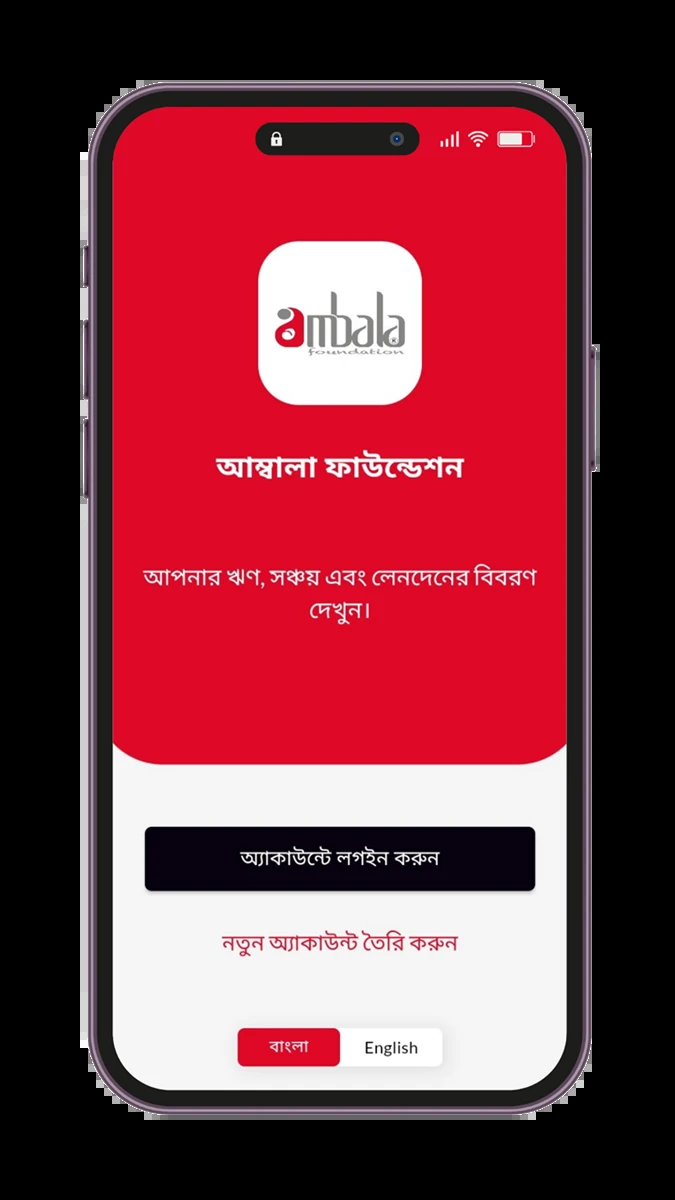 ambala
foundation
আম্বালা ফাউন্ডেশন
আপনার ঋণ, সঞ্চয় এবং লেনদেনের বিবরণ
দেখুন।
অ্যাকাউন্টে লগইন করুন
নতুন অ্যাকাউন্ট তৈরি করুন
বাংলা English